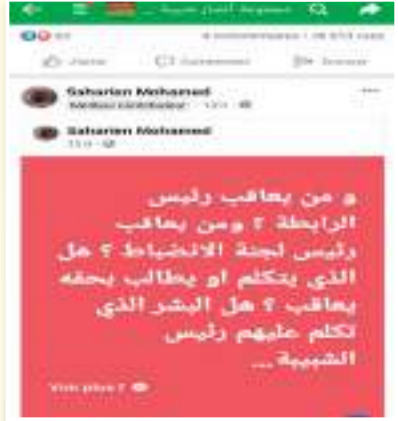 J'aime
Saharien Mohamed
Saharien Mohamed
و من يعاقب رئيس
الرابطة ؟ ومن يعاقب
رئيس لجنة الانضباط ؟ هل
الذي يتكلم او يطالب بحقه
يعاقب ؟ هل البشر الذي
تكلم عليهم رئيس
الشبيبة ...
Voir plus